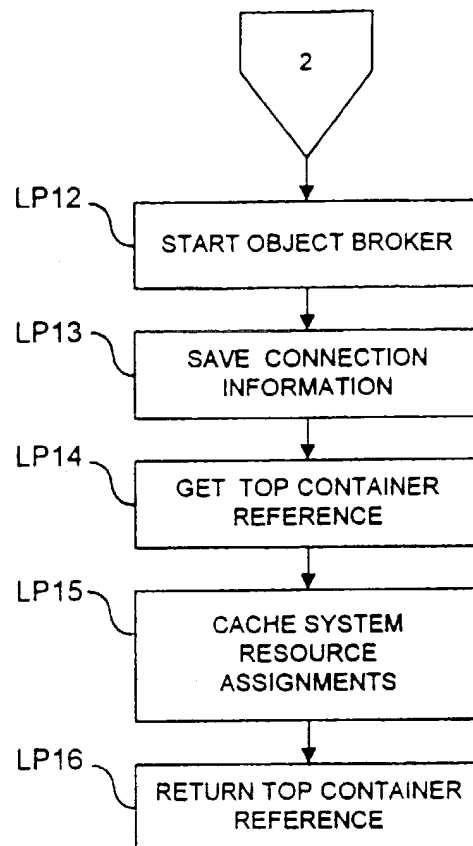 2
LP12
START OBJECT BROKER
LP13
SAVE CONNECTION
INFORMATION
LP14
GET TOP CONTAINER
REFERENCE
LP15
CACHE SYSTEM
RESOURCE
ASSIGNMENTS
LP16
RETURN TOP CONTAINER
REFERENCE